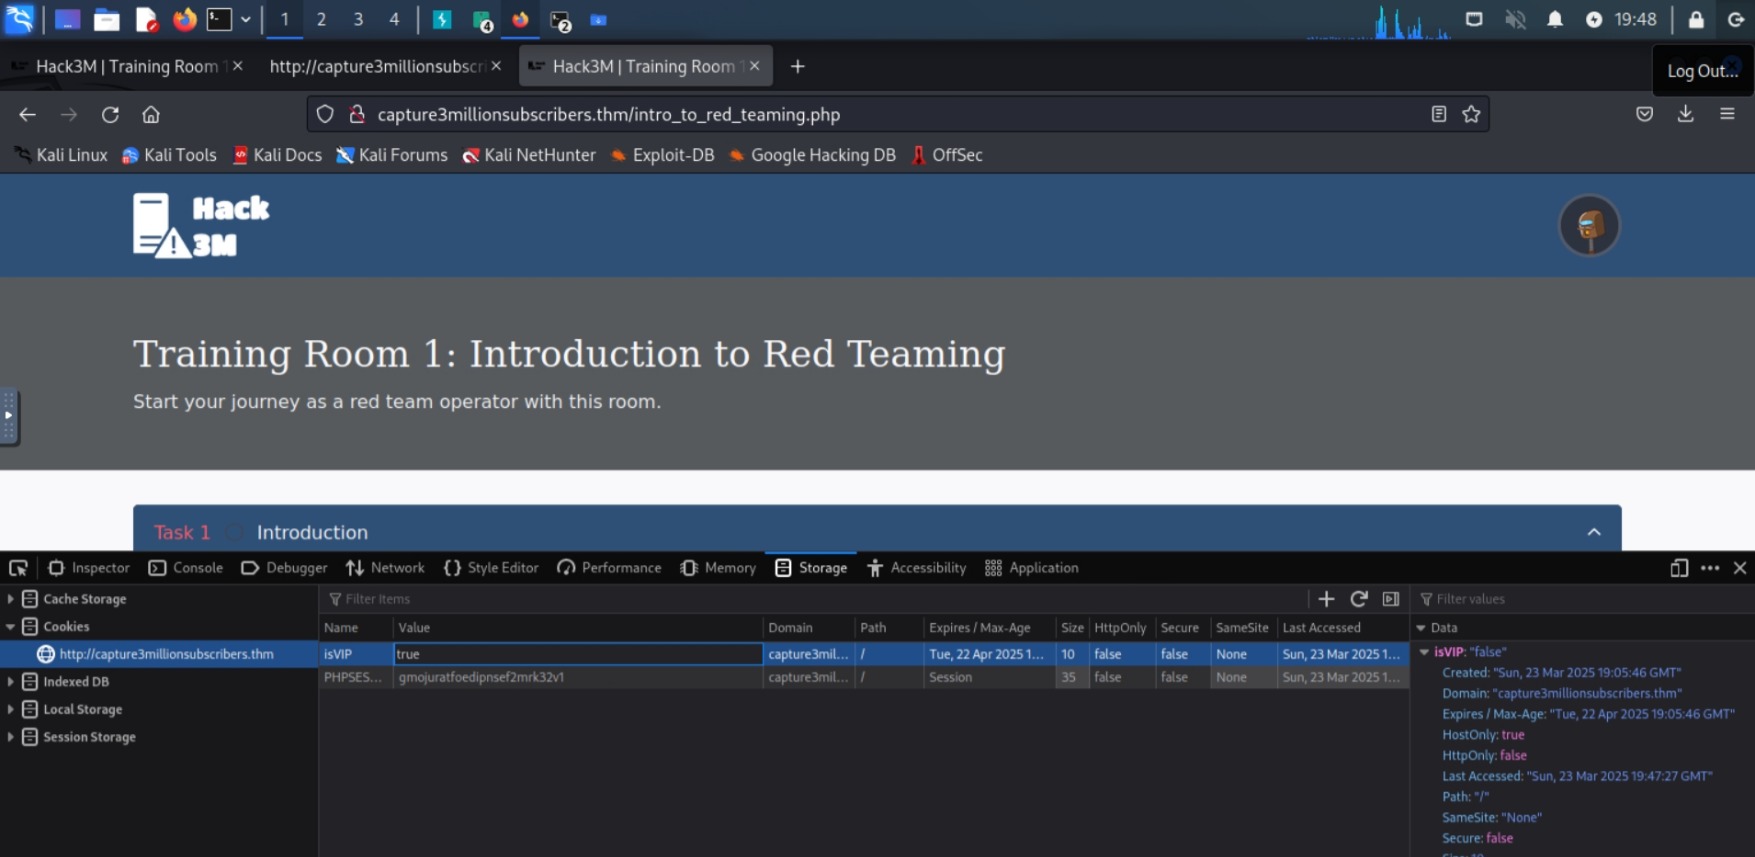 1 2 3 4 4 2 19:48
Hack3M | Training Room 1 http://capture3millionsubscri Hack3M | Training Room 1 Log Out...
capture3millionsubscribers.thm/intro_to_red_teaming.php
Kali Linux Kali Tools Kali Docs Kali Forums Kali NetHunter Exploit-DB Google Hacking DB OffSec
Hack
3M
Training Room 1: Introduction to Red Teaming
Start your journey as a red team operator with this room.
Task 1 Introduction
Inspector Console Debugger Network Style Editor Performance Memory Storage Accessibility Application
Cache Storage
Cookies
http://capture3millionsubscribers.thm
Indexed DB
Local Storage
Session Storage
Filter Items
Name Value Domain Path Expires / Max-Age Size HttpOnly Secure SameSite Last Accessed
isVIP true capture3mil... / Tue, 22 Apr 2025 1... 10 false false None Sun, 23 Mar 2025 1...
PHPSES... gmojuratfoedipnsef2mrk32v1 capture3mil... / Session 35 false false None Sun, 23 Mar 2025 1...
Filter values
Data
isVIP: "false"
Created: "Sun, 23 Mar 2025 19:05:46 GMT"
Domain: "capture3millionsubscribers.thm"
Expires / Max-Age: "Tue, 22 Apr 2025 19:05:46 GMT"
HostOnly: true
HttpOnly: false
Last Accessed: "Sun, 23 Mar 2025 19:47:27 GMT"
Path: "/"
SameSite: "None"
Secure: false